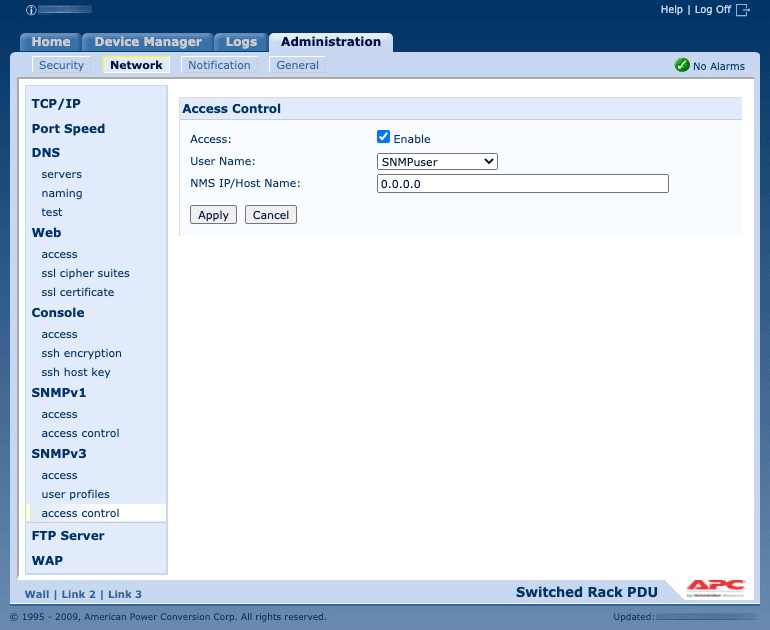 Help | Log Off
Home Device Manager Logs Administration
Security Network Notification General No Alarms
TCP/IP
Port Speed
DNS
servers
naming
test
Web
access
ssl cipher suites
ssl certificate
Console
access
ssh encryption
ssh host key
SNMPv1
access
access control
SNMPv3
access
user profiles
access control
FTP Server
WAP
Access Control
Access: Enable
User Name: SNMPuser
NMS IP/Host Name: 0.0.0.0
Apply Cancel
Wall | Link 2 | Link 3
Switched Rack PDU
APC
© 1995 - 2009, American Power Conversion Corp. All rights reserved.
Updated: